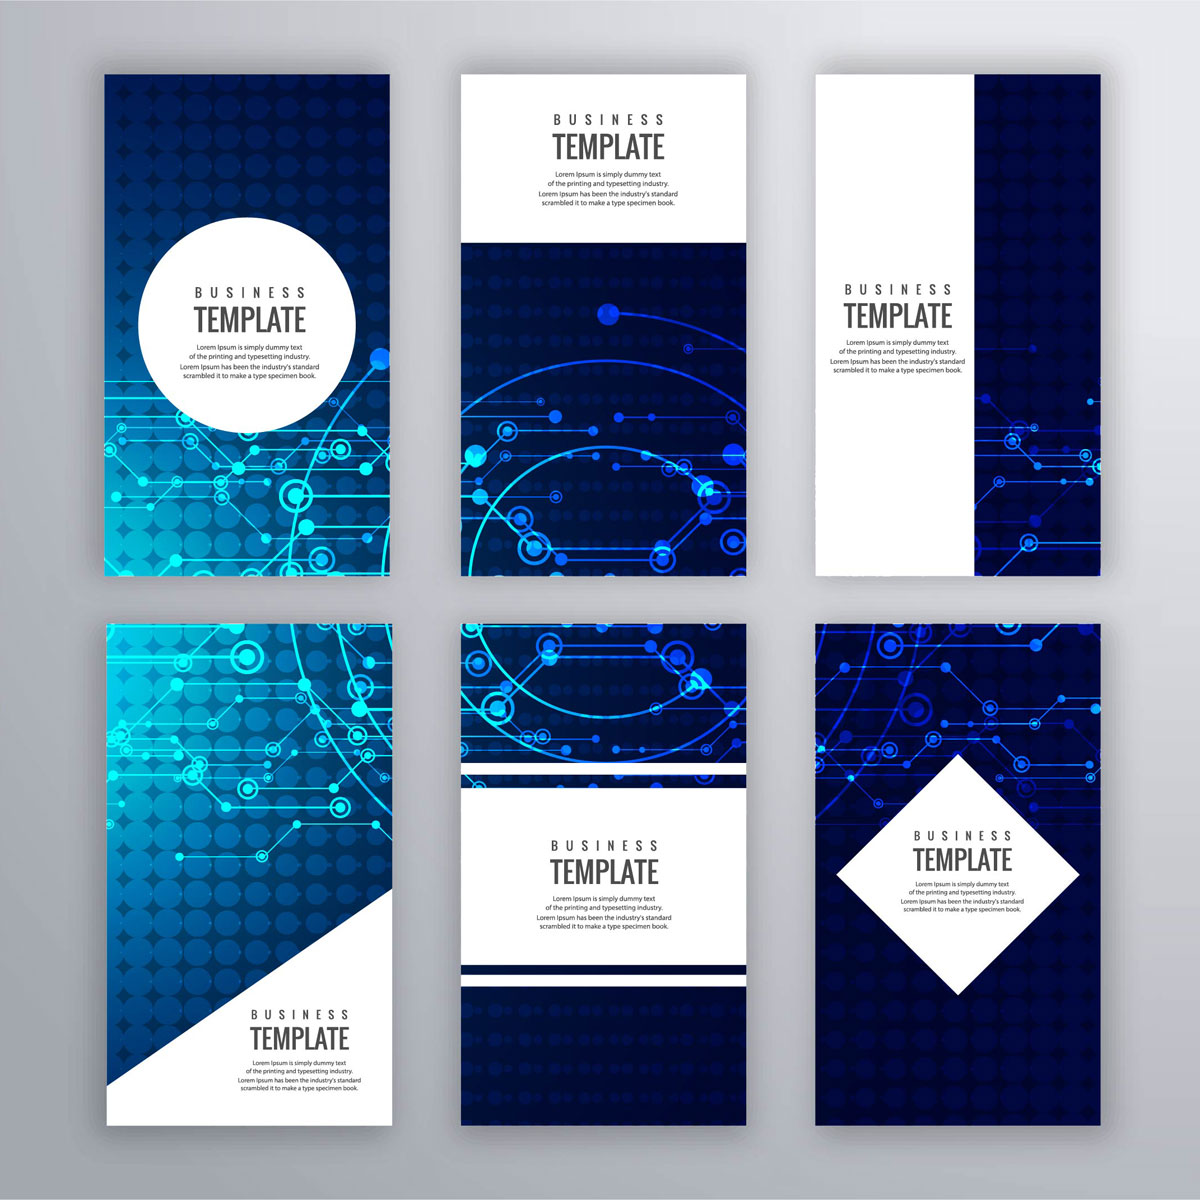 BUSINESS
TEMPLATE
Lorem Ipsum is simply dummy text
of the printing and typesetting industry.
Lorem Ipsum has been the industry's standard
scrambled it to make a type specimen book.
BUSINESS
TEMPLATE
Lorem Ipsum is simply dummy text
of the printing and typesetting industry.
Lorem Ipsum has been the industry's standard
scrambled it to make a type specimen book.
BUSINESS
TEMPLATE
Lorem Ipsum is simply dummy text
of the printing and typesetting industry.
Lorem Ipsum has been the industry's standard
scrambled it to make a type specimen book.
BUSINESS
TEMPLATE
Lorem Ipsum is simply dummy text
of the printing and typesetting industry.
Lorem Ipsum has been the industry's standard
scrambled it to make a type specimen book.
BUSINESS
TEMPLATE
Lorem Ipsum is simply dummy text
of the printing and typesetting industry.
Lorem Ipsum has been the industry's standard
scrambled it to make a type specimen book.
BUSINESS
TEMPLATE
Lorem Ipsum is simply dummy text
of the printing and typesetting industry.
Lorem Ipsum has been the industry's standard
scrambled it to make a type specimen book.